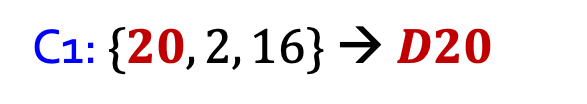 C1: {20, 2, 16} → D20